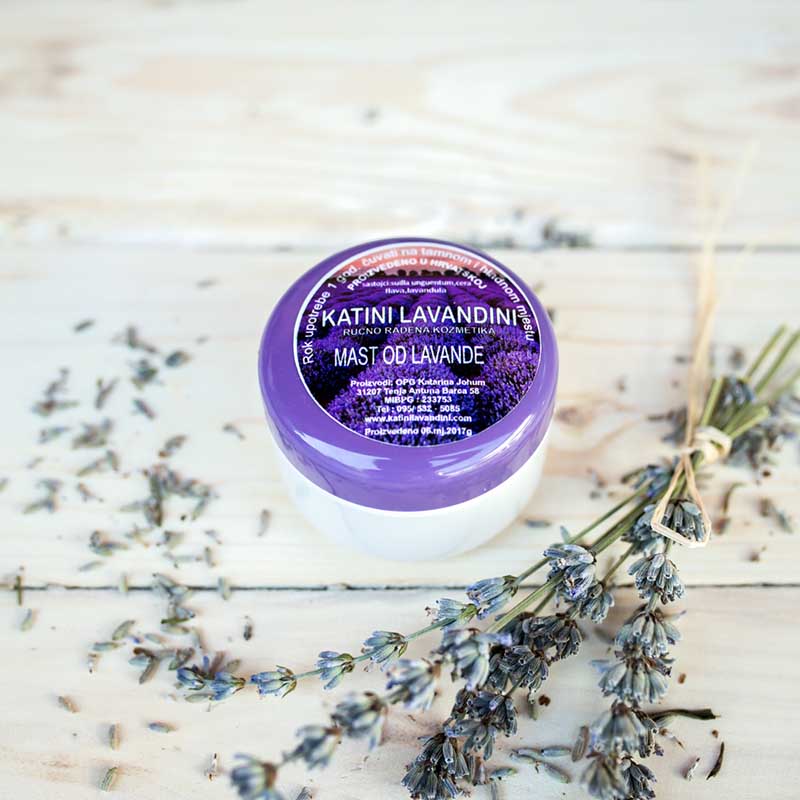 Rok upotrebe 1 god. čuvati na tamnom i hladnom mjestu
PROIZVEDENO U HRVATSKOJ
sastojci:suilla unguentum,cera
flava,lavandula
KATINI LAVANDINI
RUČNO RAĐENA KOZMETIKA
MAST OD LAVANDE
Proizvodi: OPG Katarina Johum
31207 Tenja Antuna Barca 58
MIBPG : 233753
Tel : 095/ 532 - 5085
www.katinilavandini.com
Proizvedeno 06.mj.2017g